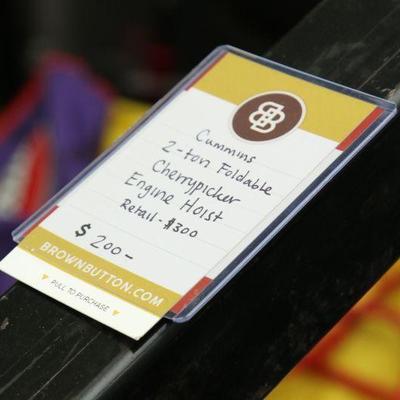 Cummins
2-ton Foldable
Cherrypicker
Engine Hoist
Retail - $300
$ 200-
BROWNBUTTON.COM
PULL TO PURCHASE